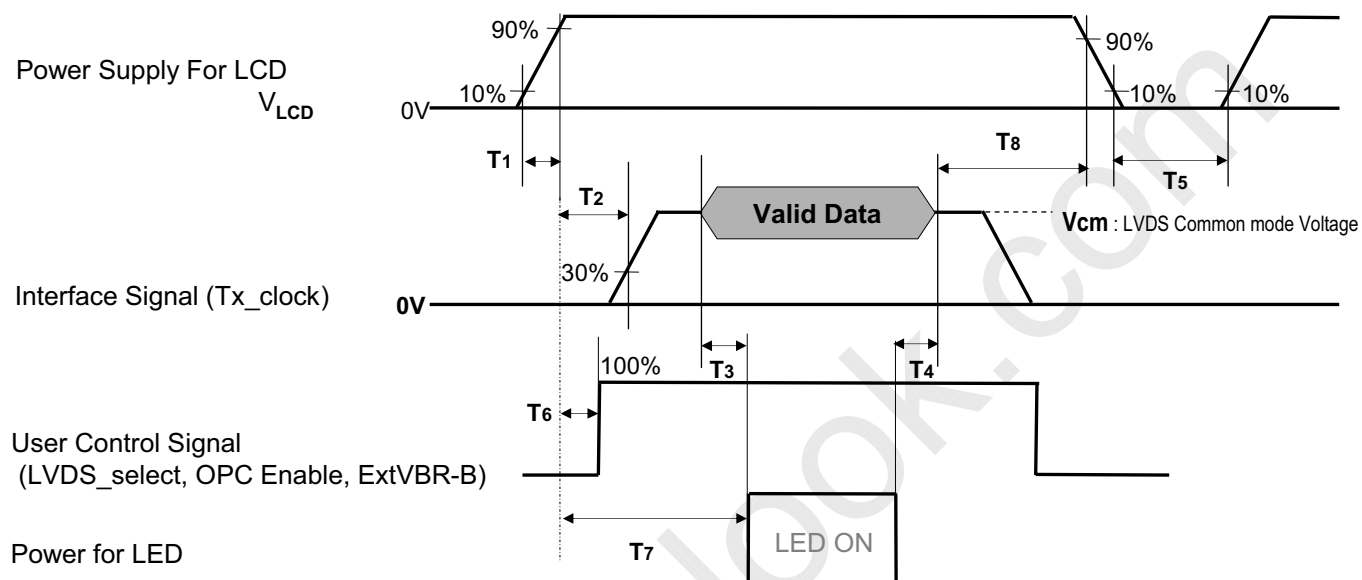 90%
90%
Power Supply For LCD
VLCD
10%
10%
10%
0V
T1
T8
T5
T2
Valid Data
Vcm : LVDS Common mode Voltage
30%
Interface Signal (Tx_clock)
0V
100%
T3
T4
T6
User Control Signal
(LVDS_select, OPC Enable, ExtVBR-B)
T7
LED ON
Power for LED
look.com